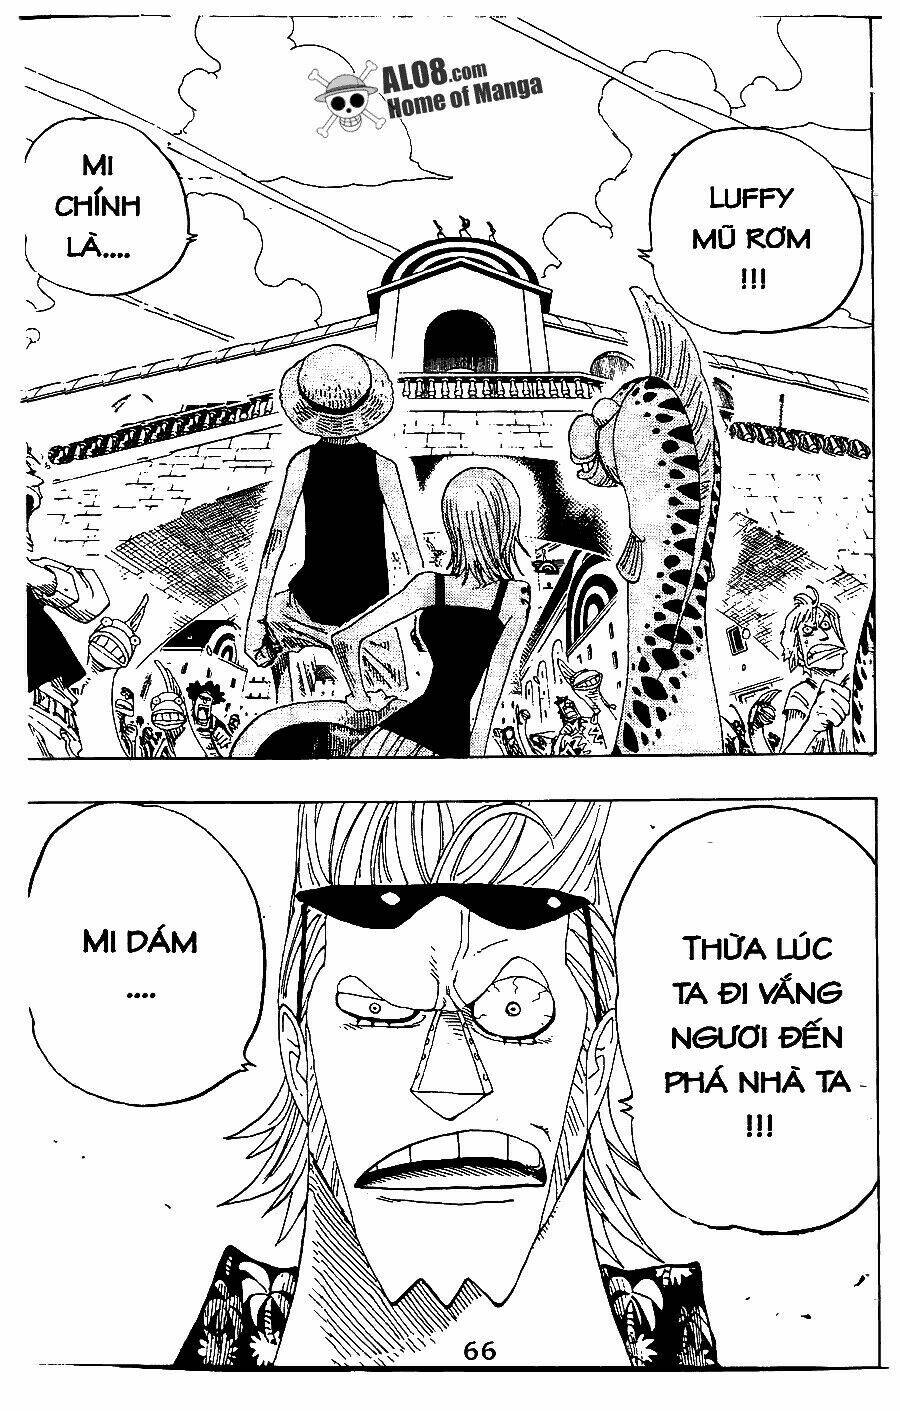 AL08.com
Home of Manga
LUFFY
MŨ RƠM
!!!
MI
CHÍNH
LÀ....
THỪA LÚC
TA ĐI VẮNG
NGƯƠI ĐẾN
PHÁ NHÀ TA
!!!
MI DÁM
....
66